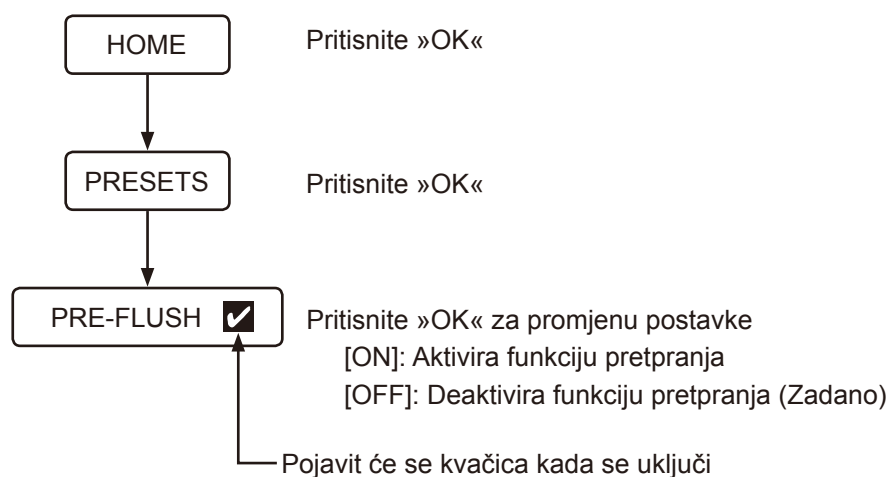 HOME
Pritisnite »OK«
PRESETS
Pritisnite »OK«
PRE-FLUSH ✔
Pritisnite »OK« za promjenu postavke
[ON]: Aktivira funkciju pretpranja
[OFF]: Deaktivira funkciju pretpranja (Zadano)
Pojavit će se kvačica kada se uključi